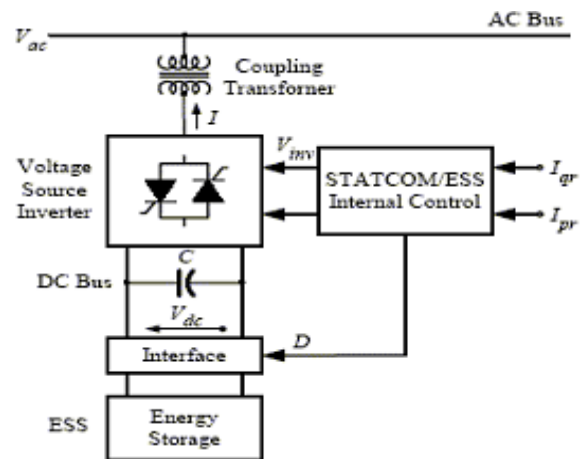 AC Bus
Vac
Coupling
Transforner
I
Voltage
Source
Inverter
Vinv
STATCOM/ESS
Internal Control
Iqr
Ipr
C
DC Bus
Vdc
Interface
D
ESS
Energy
Storage